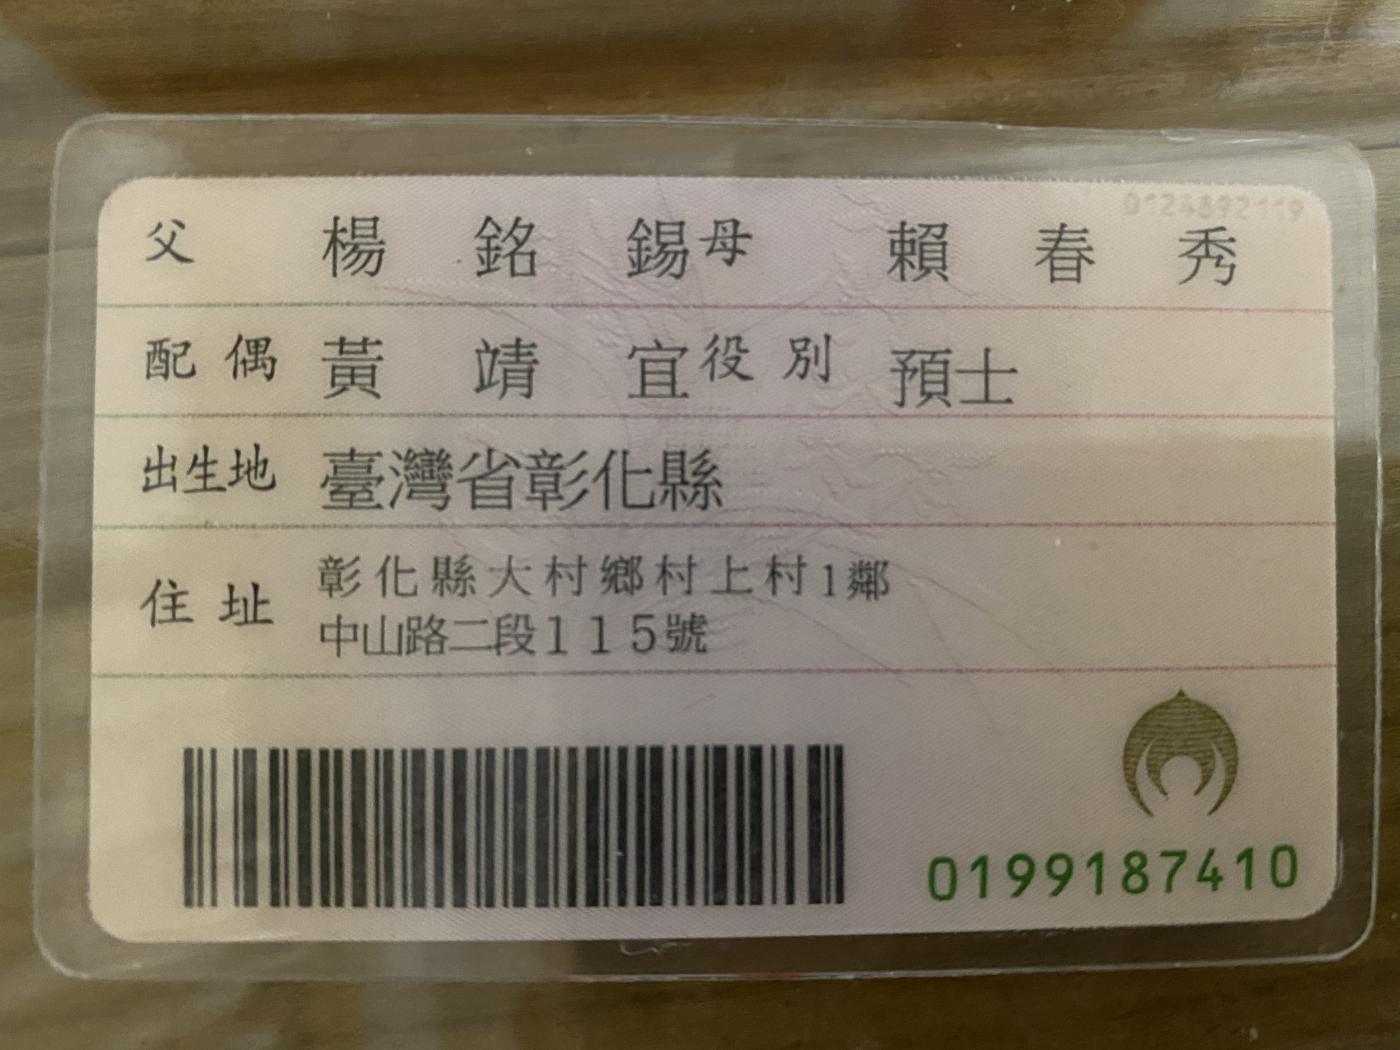 0124892119
父 楊銘錫 母 賴春秀
配偶 黃靖宜 役別 預士
出生地 臺灣省彰化縣
住址 彰化縣大村鄉村上村1鄰
中山路二段115號
0199187410